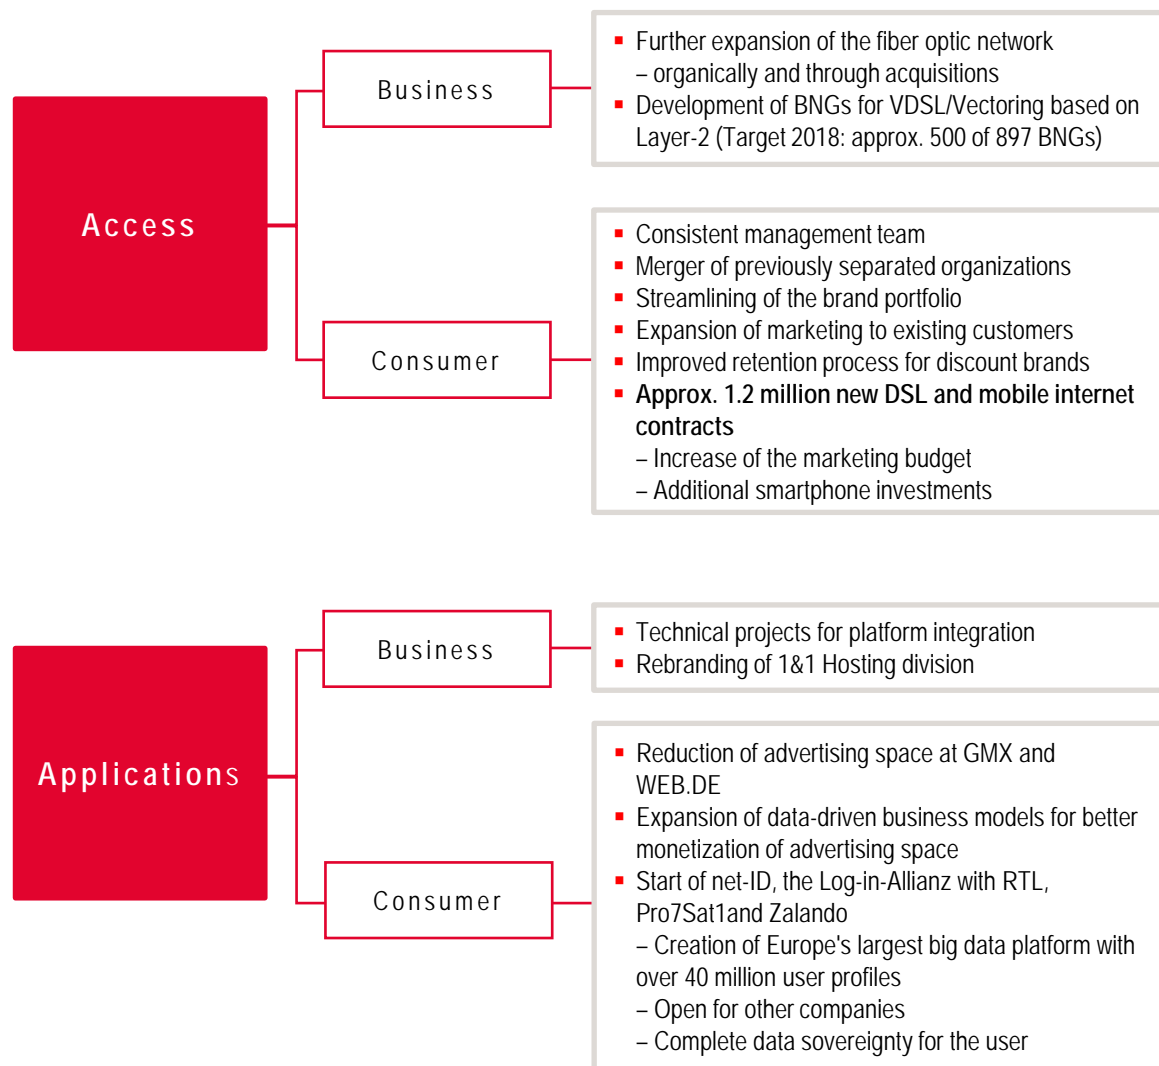 Access
Business
▪ Further expansion of the fiber optic network
– organically and through acquisitions
▪ Development of BNGs for VDSL/Vectoring based on
Layer-2 (Target 2018: approx. 500 of 897 BNGs)
Consumer
▪ Consistent management team
▪ Merger of previously separated organizations
▪ Streamlining of the brand portfolio
▪ Expansion of marketing to existing customers
▪ Improved retention process for discount brands
▪ Approx. 1.2 million new DSL and mobile internet
contracts
– Increase of the marketing budget
– Additional smartphone investments
Applications
Business
▪ Technical projects for platform integration
▪ Rebranding of 1&1 Hosting division
Consumer
▪ Reduction of advertising space at GMX and
WEB.DE
▪ Expansion of data-driven business models for better
monetization of advertising space
▪ Start of net-ID, the Log-in-Allianz with RTL,
Pro7Sat1and Zalando
– Creation of Europe's largest big data platform with
over 40 million user profiles
– Open for other companies
– Complete data sovereignty for the user